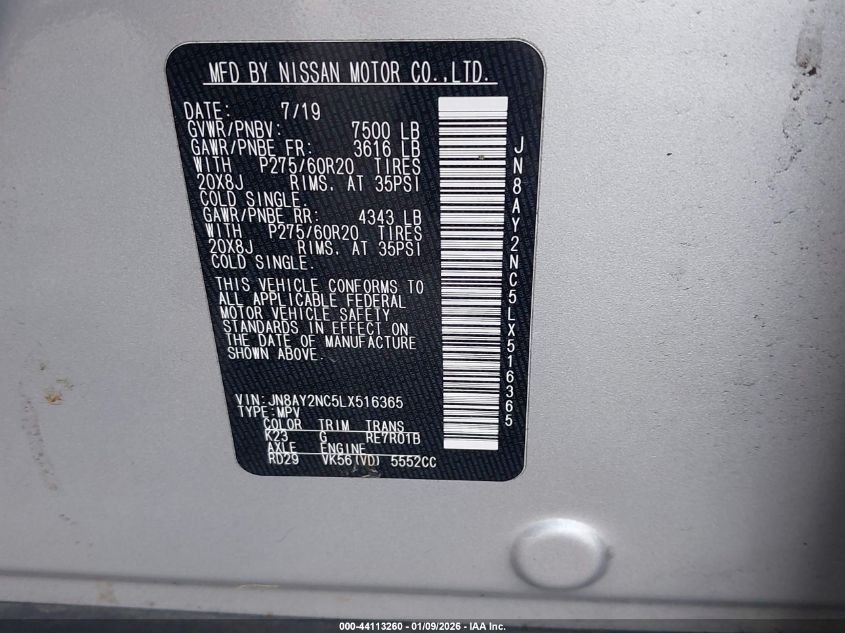 MFD BY NISSAN MOTOR CO.,LTD.
DATE: 7/19
GVWR/PNBV: 7500 LB
GAWR/PNBE FR: 3616 LB
WITH P275/60R20 TIRES
20X8J RIMS. AT 35PSI
COLD SINGLE.
GAWR/PNBE RR: 4343 LB
WITH P275/60R20 TIRES
20X8J RIMS. AT 35PSI
COLD SINGLE.
THIS VEHICLE CONFORMS TO
ALL APPLICABLE FEDERAL
MOTOR VEHICLE SAFETY
STANDARDS IN EFFECT ON
THE DATE OF MANUFACTURE
SHOWN ABOVE.
VIN:JN8AY2NC5LX516365
TYPE:MPV
COLOR TRIM TRANS
K23 G RE7R01B
AXLE ENGINE
RD29 VK56(VD) 5552CC
JN8AY2NC5LX516365
000-44113260 - 01/09/2026 - IAA Inc.